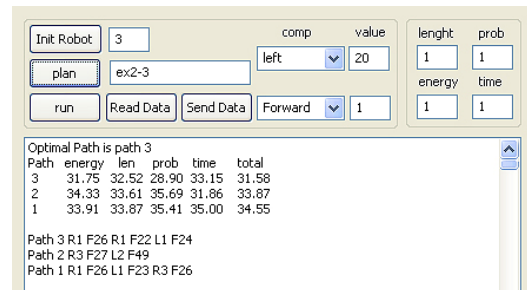 comp value lenght prob
Init Robot 3 left 20 1 1
plan ex2-3 energy time
run Read Data Send Data Forward 1 1 1
Optimal Path is path 3
Path energy len prob time total
3 31.75 32.52 28.90 33.15 31.58
2 34.33 33.61 35.69 31.86 33.87
1 33.91 33.87 35.41 35.00 34.55
Path 3 R1 F26 R1 F22 L1 F24
Path 2 R3 F27 L2 F49
Path 1 R1 F26 L1 F23 R3 F26